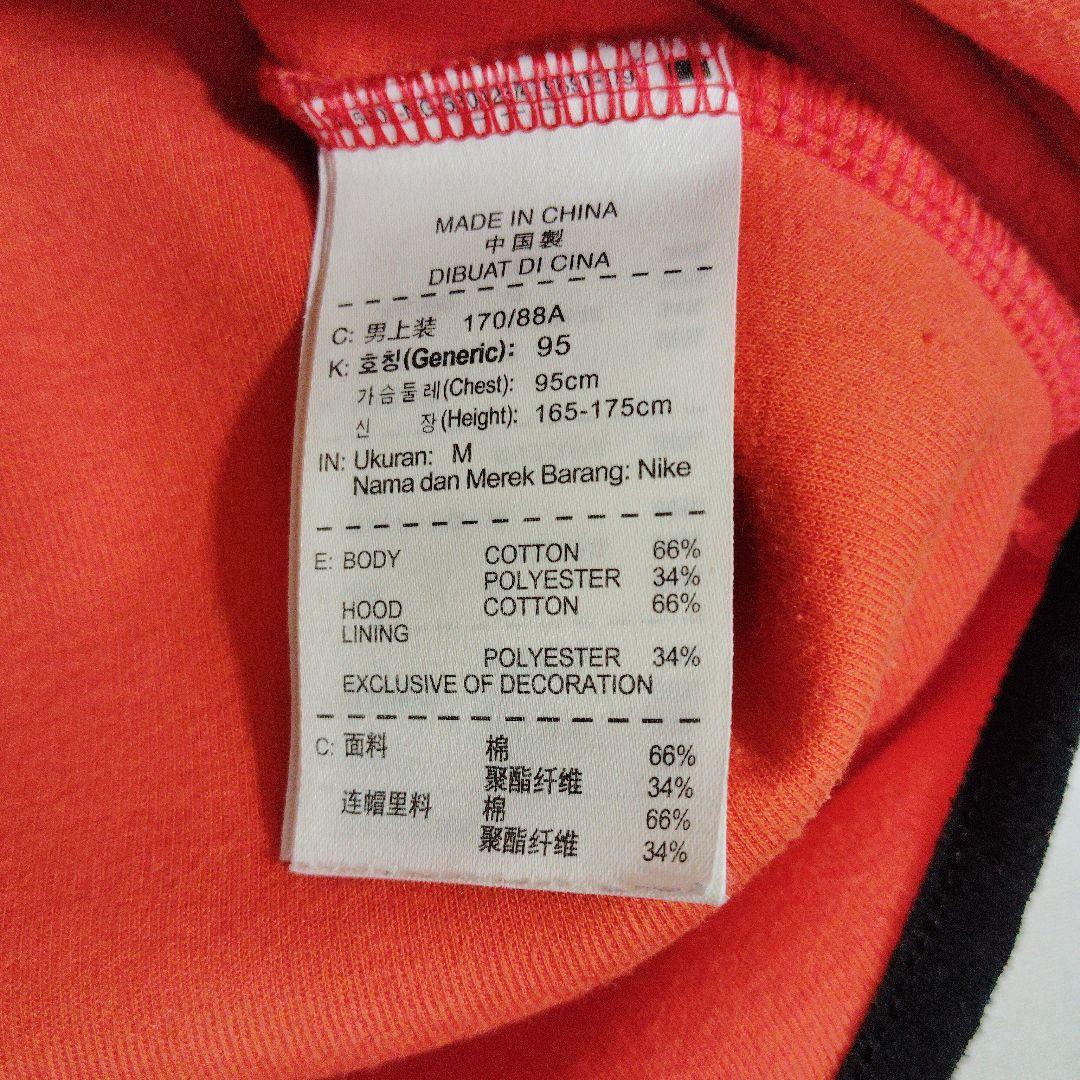 MADE IN CHINA
中国製
DIBUAT DI CINA
C: 男上装 170/88A
K: 호칭(Generic): 95
가슴둘레(Chest): 95cm
신 장(Height): 165-175cm
IN: Ukuran: M
Nama dan Merek Barang: Nike
E: BODY COTTON 66%
POLYESTER 34%
HOOD COTTON 66%
LINING
POLYESTER 34%
EXCLUSIVE OF DECORATION
C: 面料 棉 66%
聚酯纤维 34%
连帽里料 棉 66%
聚酯纤维 34%